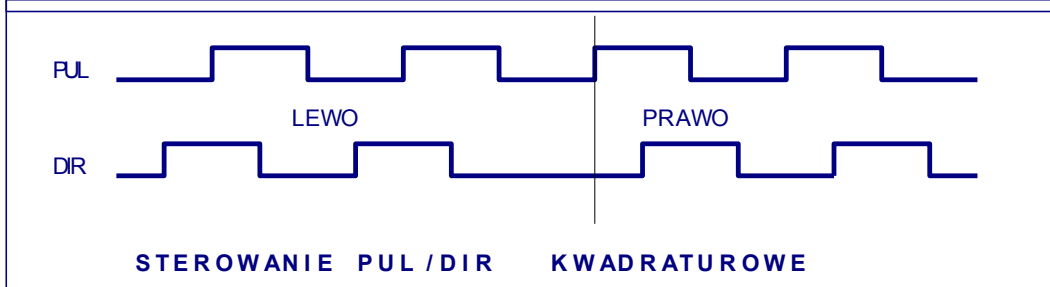 PUL
LEWO PRAWO
DIR
STEROWANIE PUL/DIR KWADRATUROWE